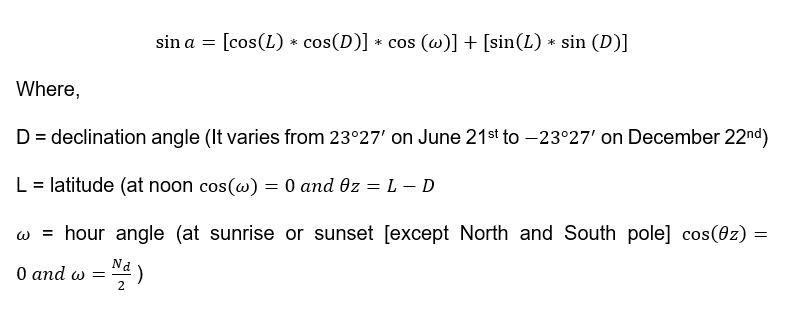 sin a = [cos(L) * cos(D)] * cos (ω)] + [sin(L) * sin (D)]
Where,
D = declination angle (It varies from 23°27′ on June 21st to −23°27′ on December 22nd)
L = latitude (at noon cos(ω) = 0 and θz = L − D
ω = hour angle (at sunrise or sunset [except North and South pole] cos(θz) =
0 and ω = Nd/2 )